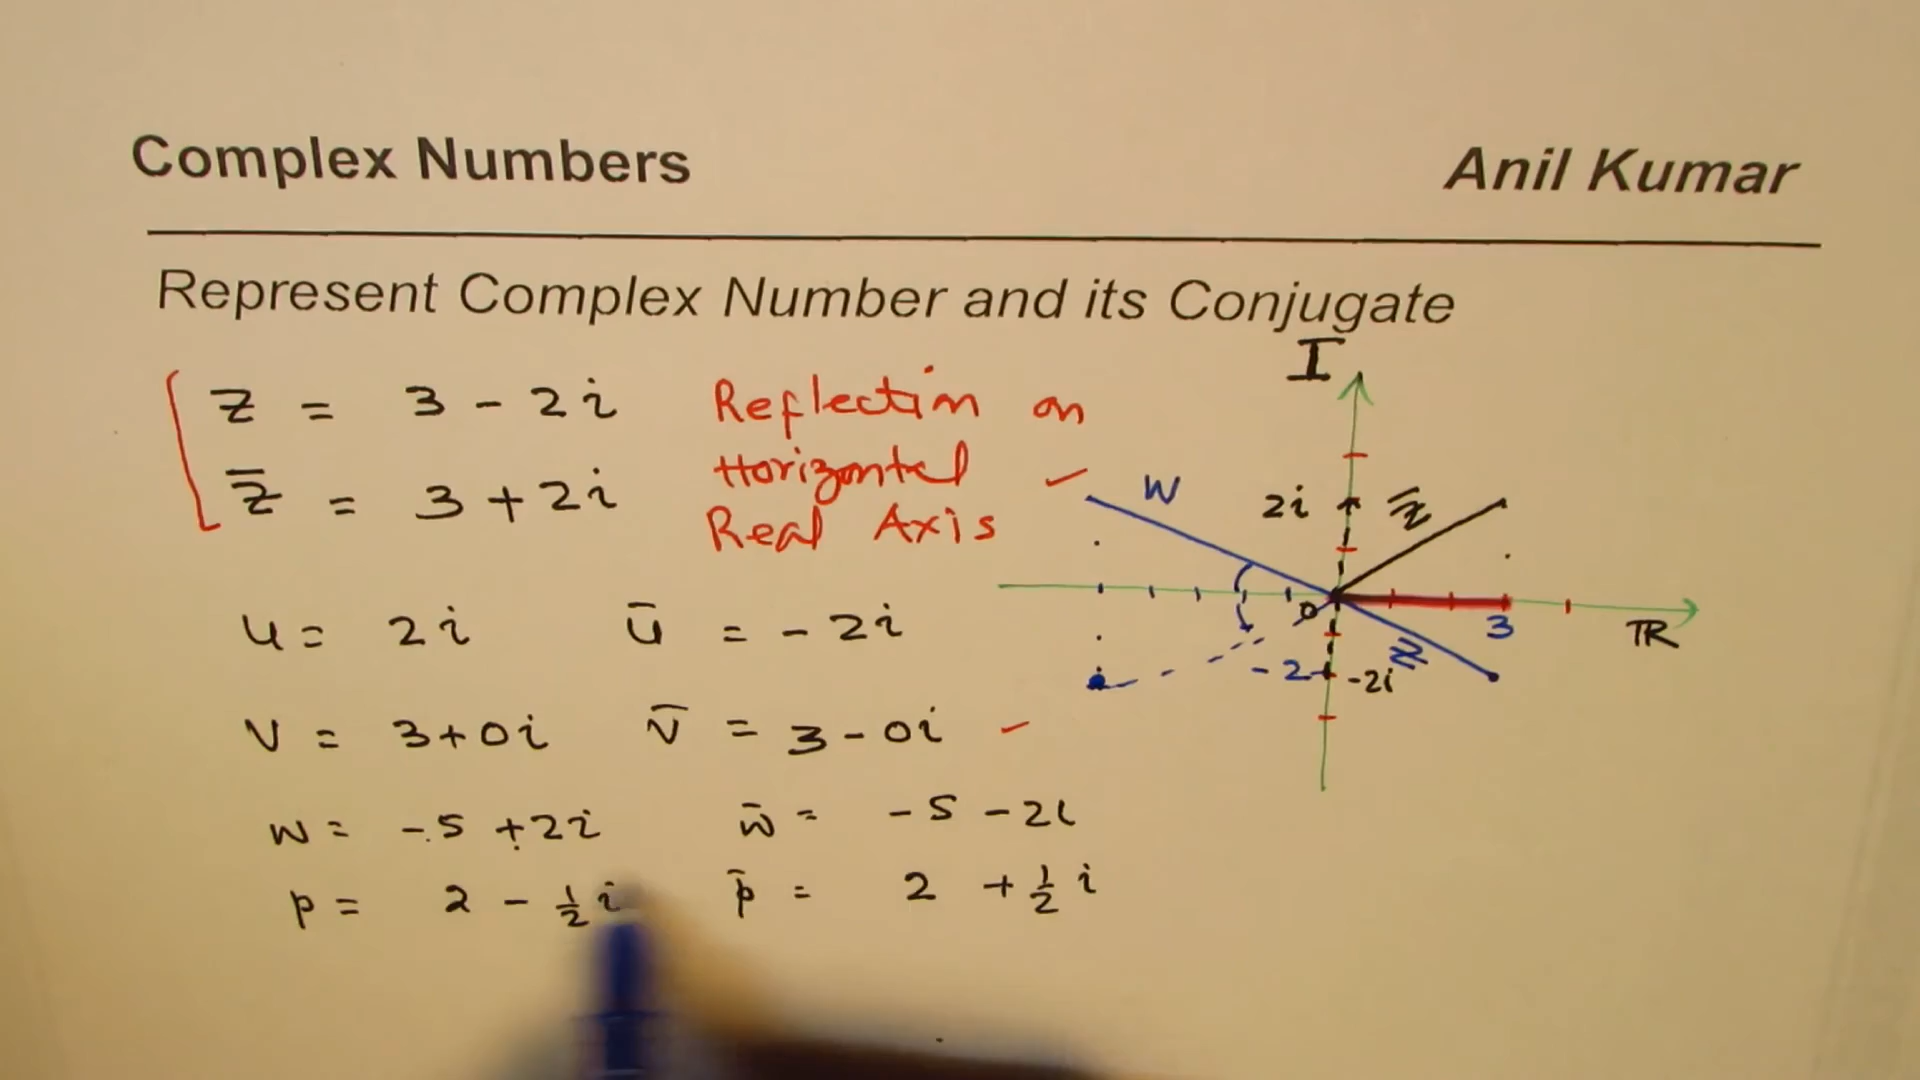 Complex Numbers Anil Kumar
Represent Complex Number and its Conjugate
z = 3 - 2i
z̅ = 3 + 2i
Reflection on
Horizontal
Real Axis
u = 2i u̅ = - 2i
v = 3 + 0i v̅ = 3 - 0i
w = -5 + 2i w̅ = -5 - 2i
p = 2 - 1/2 i p̅ = 2 + 1/2 i
I
w
2i z̅
0 3
IR
z
-2 -2i